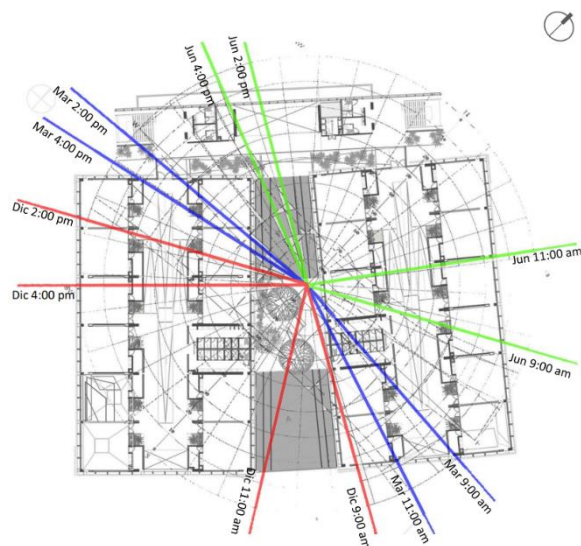 Jun 4:00 pm
Jun 2:00 pm
Mar 2:00 pm
Mar 4:00 pm
Dic 2:00 pm
Dic 4:00 pm
Jun 11:00 am
Jun 9:00 am
Mar 9:00 am
Mar 11:00 am
Dic 9:00 am
Dic 11:00 am